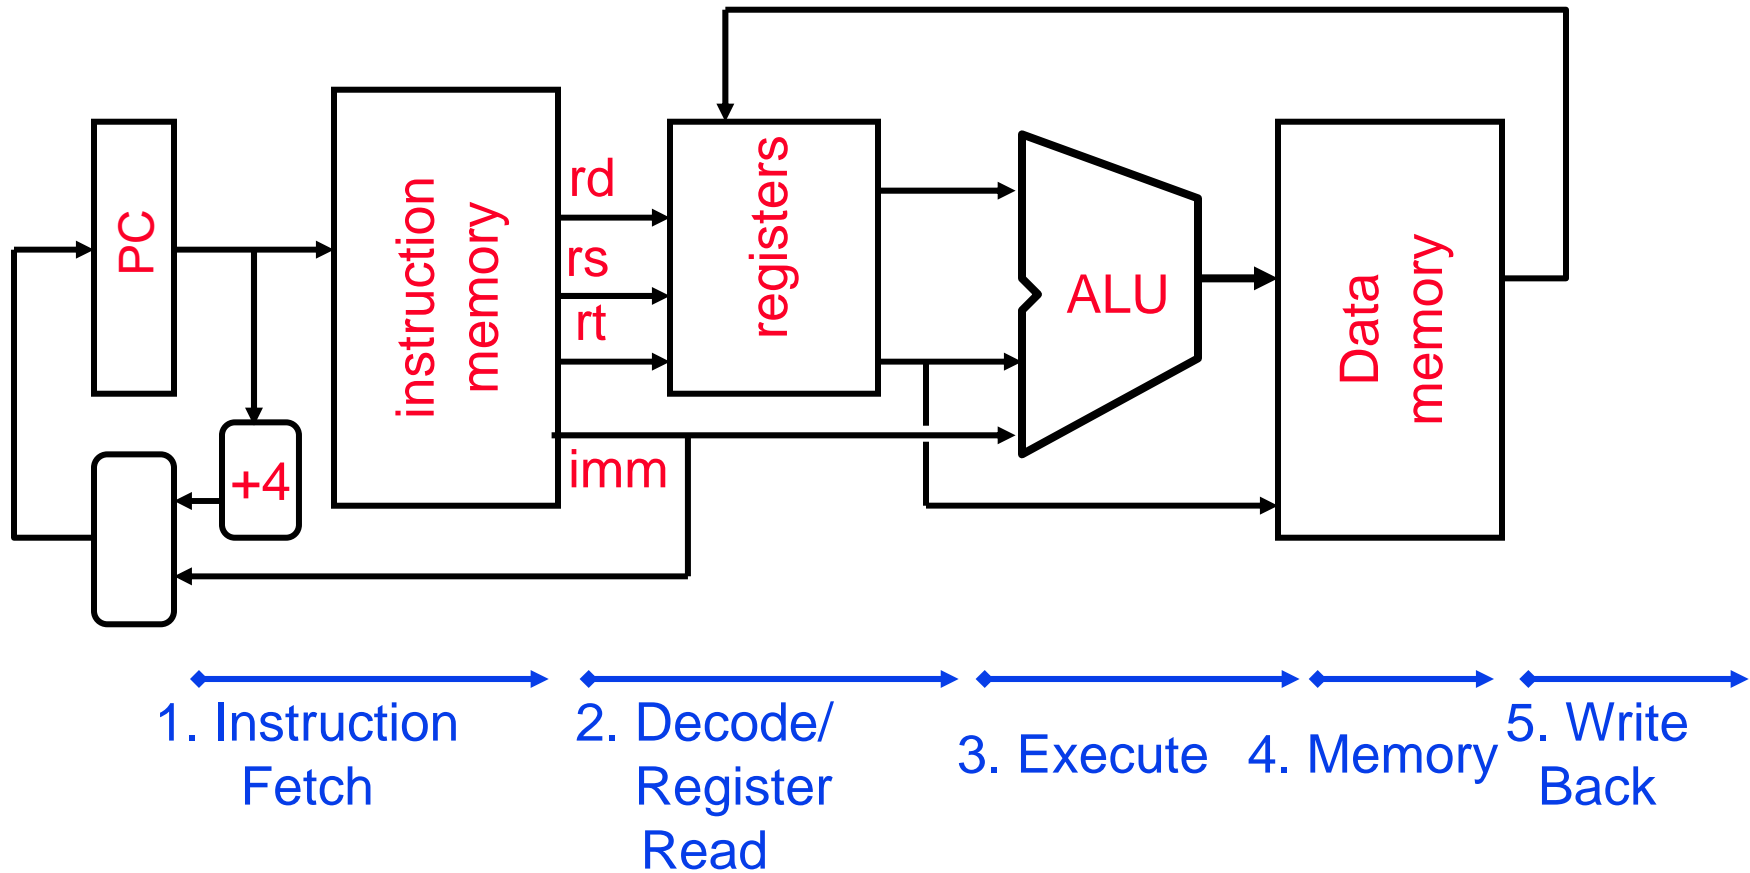 PC
+4
instruction
memory
rd
rs
rt
imm
registers
ALU
Data
memory
1. Instruction
Fetch
2. Decode/
Register
Read
3. Execute
4. Memory
5. Write
Back